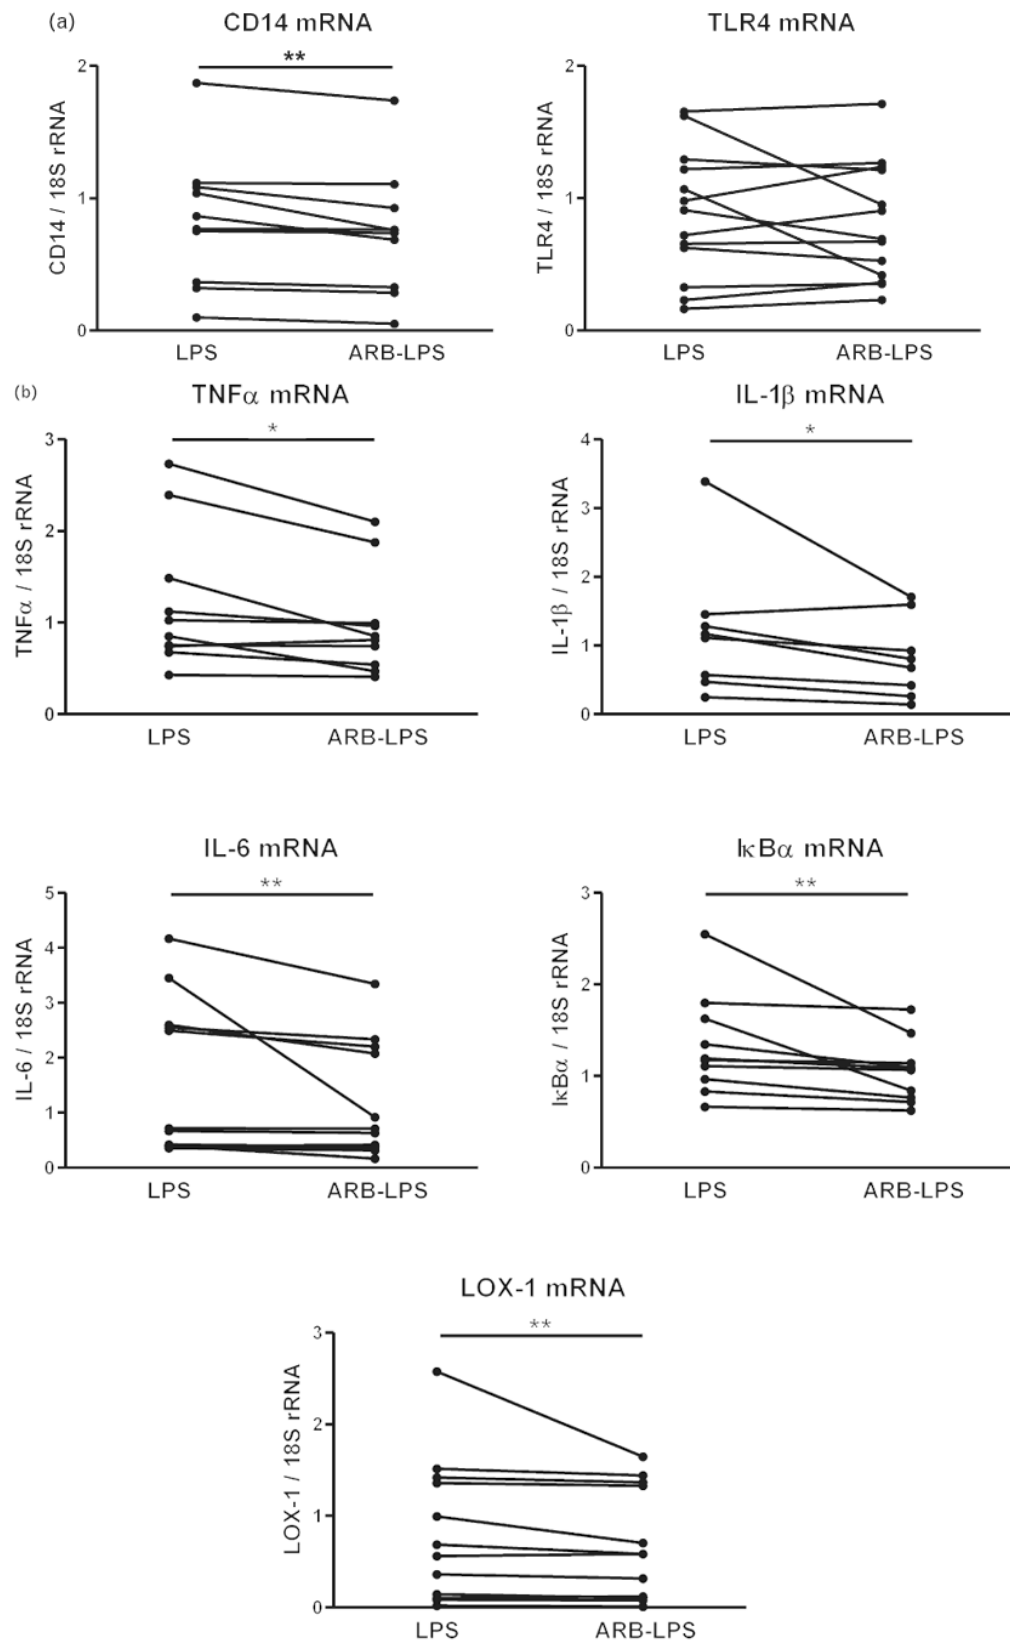 (a)
CD14 mRNA
**
CD14 / 18S rRNA
2
1
0
LPS
ARB-LPS
TLR4 mRNA
TLR4 / 18S rRNA
2
1
0
LPS
ARB-LPS
(b)
TNFα mRNA
*
TNFα / 18S rRNA
3
2
1
0
LPS
ARB-LPS
IL-1β mRNA
*
IL-1β / 18S rRNA
4
3
2
1
0
LPS
ARB-LPS
IL-6 mRNA
**
IL-6 / 18S rRNA
5
4
3
2
1
0
LPS
ARB-LPS
IκBα mRNA
**
IκBα / 18S rRNA
3
2
1
0
LPS
ARB-LPS
LOX-1 mRNA
**
LOX-1 / 18S rRNA
3
2
1
0
LPS
ARB-LPS